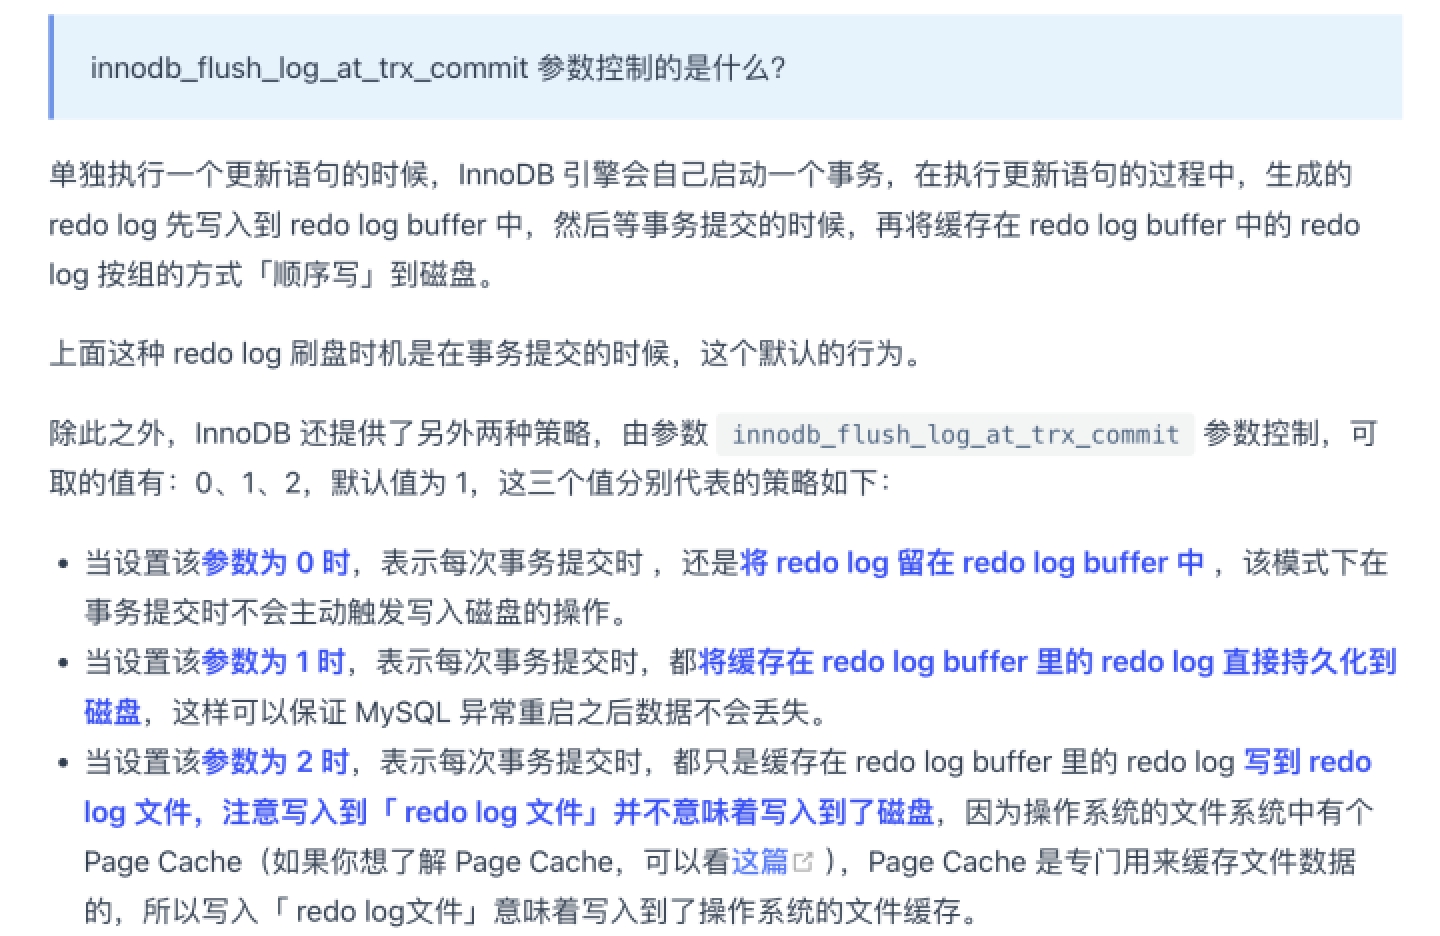 innodb_flush_log_at_trx_commit 参数控制的是什么?
单独执行一个更新语句的时候，InnoDB 引擎会自己启动一个事务，在执行更新语句的过程中，生成的
redo log 先写入到 redo log buffer 中，然后等事务提交的时候，再将缓存在 redo log buffer 中的 redo
log 按组的方式「顺序写」到磁盘。
上面这种 redo log 刷盘时机是在事务提交的时候，这个默认的行为。
除此之外，InnoDB 还提供了另外两种策略，由参数 innodb_flush_log_at_trx_commit 参数控制，可
取的值有：0、1、2，默认值为 1，这三个值分别代表的策略如下：
• 当设置该参数为 0 时，表示每次事务提交时 ，还是将 redo log 留在 redo log buffer 中 ，该模式下在
事务提交时不会主动触发写入磁盘的操作。
• 当设置该参数为 1 时，表示每次事务提交时，都将缓存在 redo log buffer 里的 redo log 直接持久化到
磁盘，这样可以保证 MySQL 异常重启之后数据不会丢失。
• 当设置该参数为 2 时，表示每次事务提交时，都只是缓存在 redo log buffer 里的 redo log 写到 redo
log 文件，注意写入到「 redo log 文件」并不意味着写入到了磁盘，因为操作系统的文件系统中有个
Page Cache（如果你想了解 Page Cache，可以看这篇 ），Page Cache 是专门用来缓存文件数据
的，所以写入「 redo log文件」意味着写入到了操作系统的文件缓存。